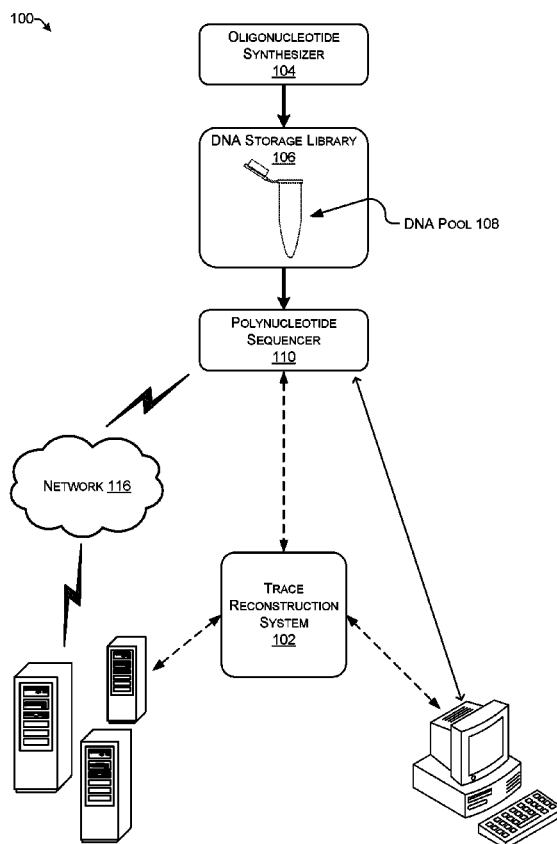 100
OLIGONUCLEOTIDE
SYNTHESIZER
104
DNA STORAGE LIBRARY
106
DNA POOL 108
POLYNUCLEOTIDE
SEQUENCER
110
NETWORK 116
TRACE
RECONSTRUCTION
SYSTEM
102